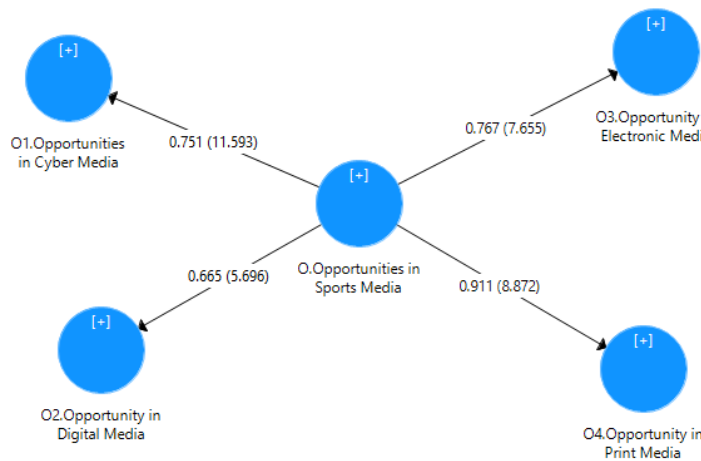 [+]
O1.Opportunities
in Cyber Media
[+]
O3.Opportunity
Electronic Medi
0.751 (11.593)
0.767 (7.655)
[+]
O.Opportunities in
Sports Media
0.665 (5.696)
0.911 (8.872)
[+]
O2.Opportunity in
Digital Media
[+]
O4.Opportunity in
Print Media